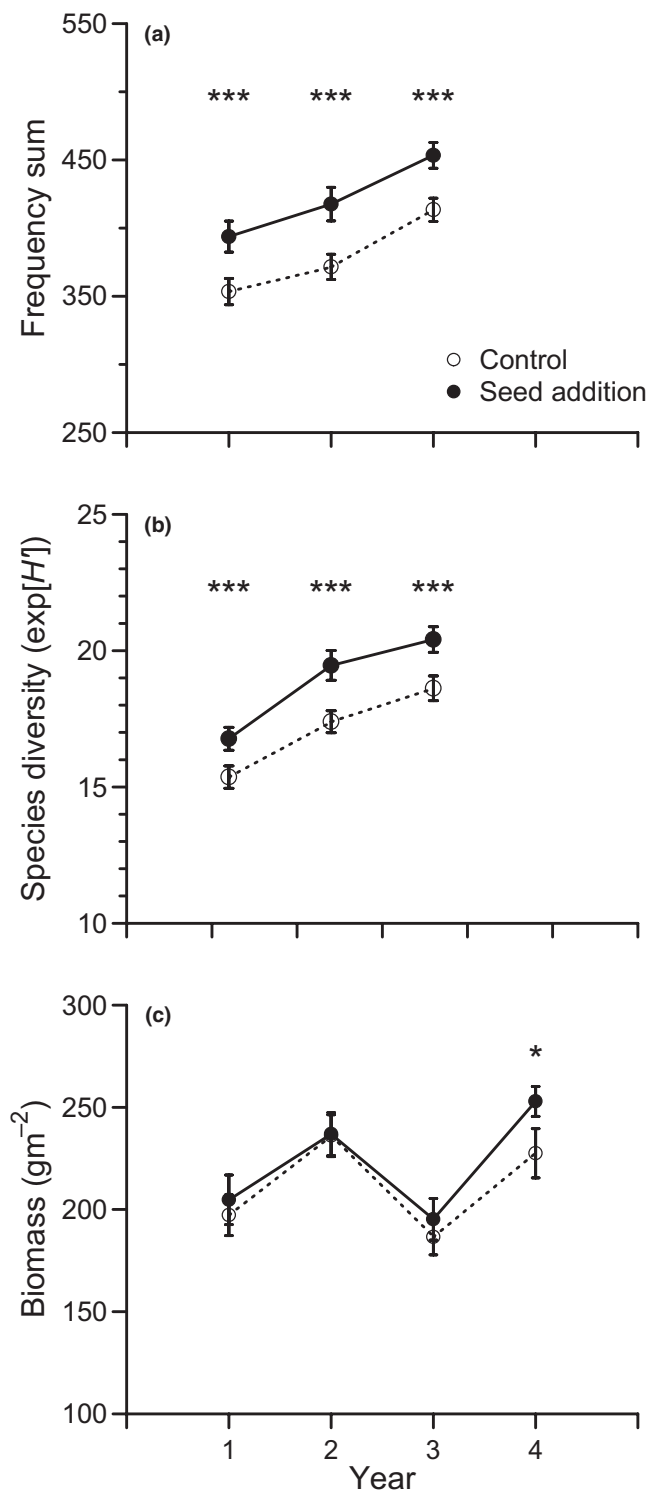 (a)
Frequency sum
550
450
350
250
*** *** ***
Control
Seed addition
(b)
Species diversity (exp[H′])
25
20
15
10
*** *** ***
(c)
Biomass (gm⁻²)
300
250
200
150
100
*
1 2 3 4
Year